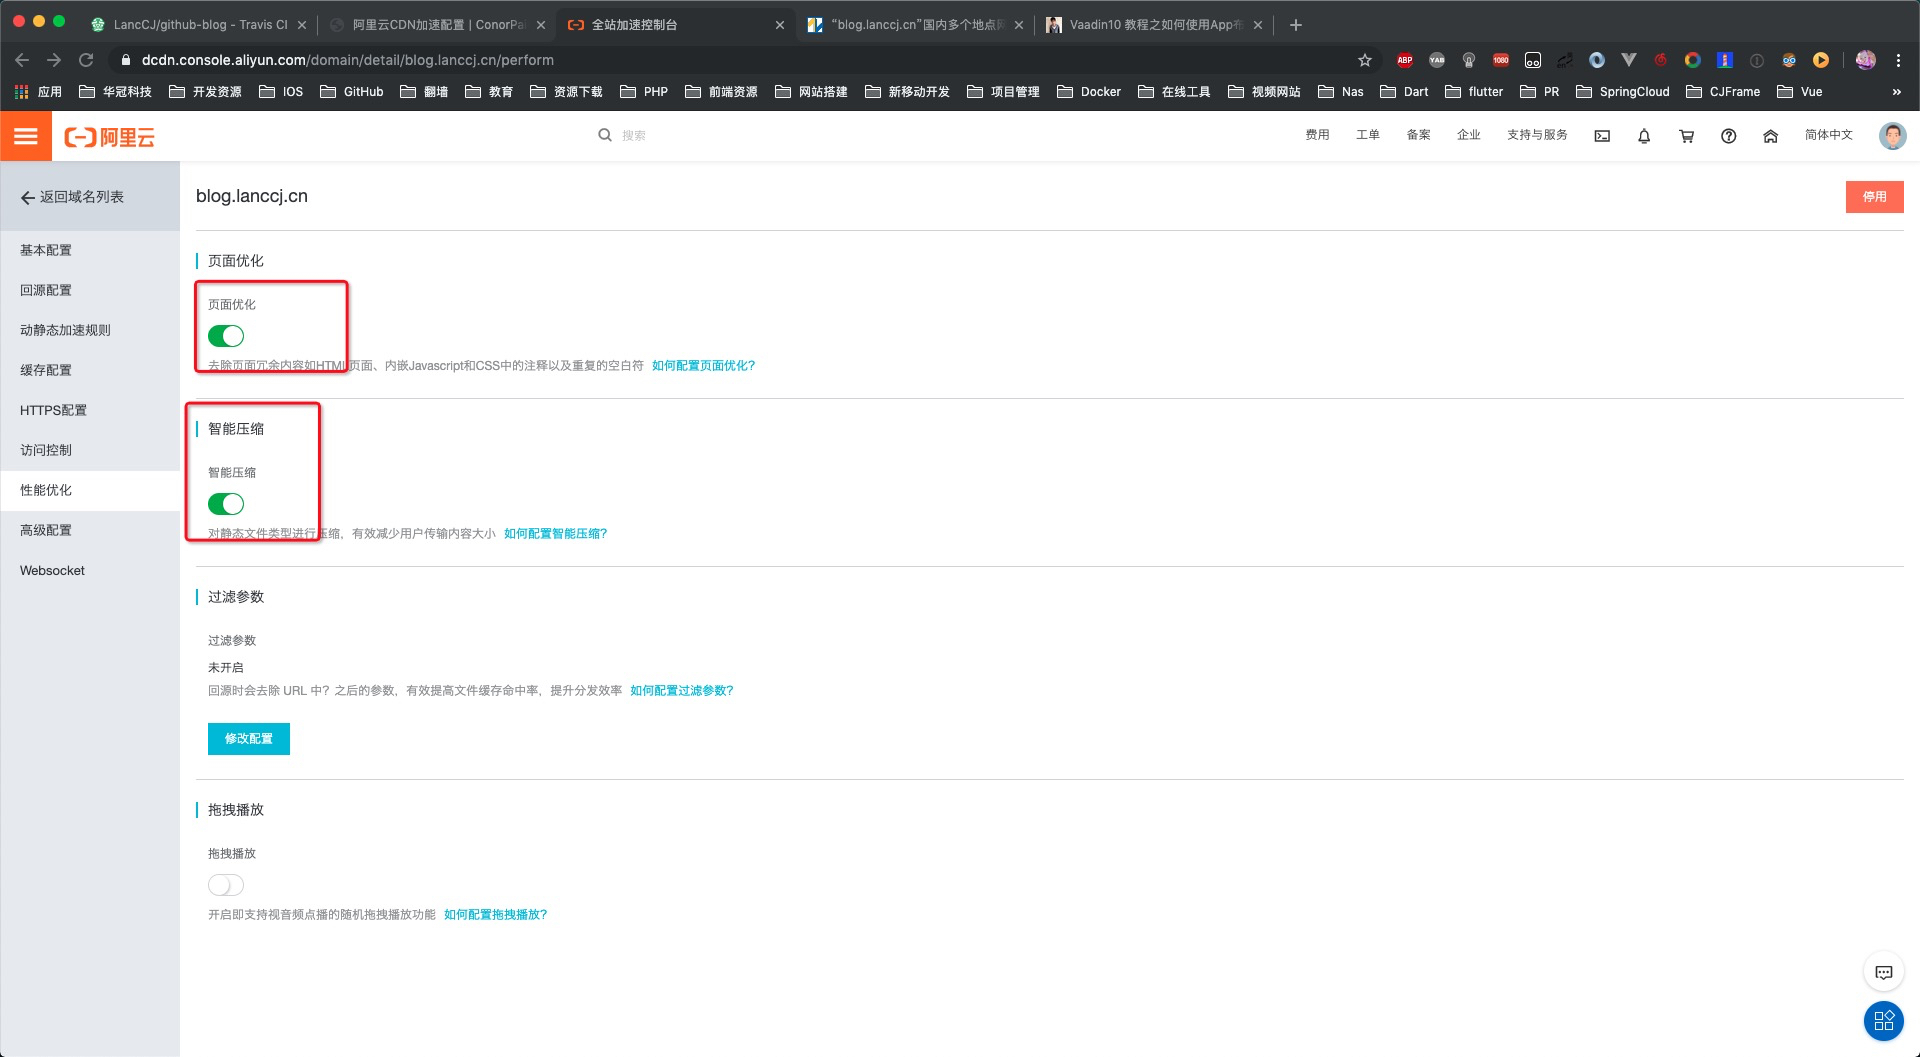 LancCJ/github-blog - Travis CI
阿里云CDN加速配置 | ConorPai
全站加速控制台
“blog.lanccj.cn”国内多个地点网
Vaadin10 教程之如何使用App布
dcdn.console.aliyun.com/domain/detail/blog.lanccj.cn/perform
ABP
YAB
1080
应用
华冠科技
开发资源
IOS
GitHub
翻墙
教育
资源下载
PHP
前端资源
网站搭建
新移动开发
项目管理
Docker
在线工具
视频网站
Nas
Dart
flutter
PR
SpringCloud
CJFrame
Vue
»
阿里云
搜索
费用
工单
备案
企业
支持与服务
简体中文
返回域名列表
基本配置
回源配置
动静态加速规则
缓存配置
HTTPS配置
访问控制
性能优化
高级配置
Websocket
blog.lanccj.cn
停用
页面优化
页面优化
去除页面冗余内容如HTML页面、内嵌Javascript和CSS中的注释以及重复的空白符 如何配置页面优化?
智能压缩
智能压缩
对静态文件类型进行压缩，有效减少用户传输内容大小 如何配置智能压缩?
过滤参数
过滤参数
未开启
回源时会去除 URL 中？之后的参数，有效提高文件缓存命中率，提升分发效率 如何配置过滤参数?
修改配置
拖拽播放
拖拽播放
开启即支持视音频点播的随机拖拽播放功能 如何配置拖拽播放?